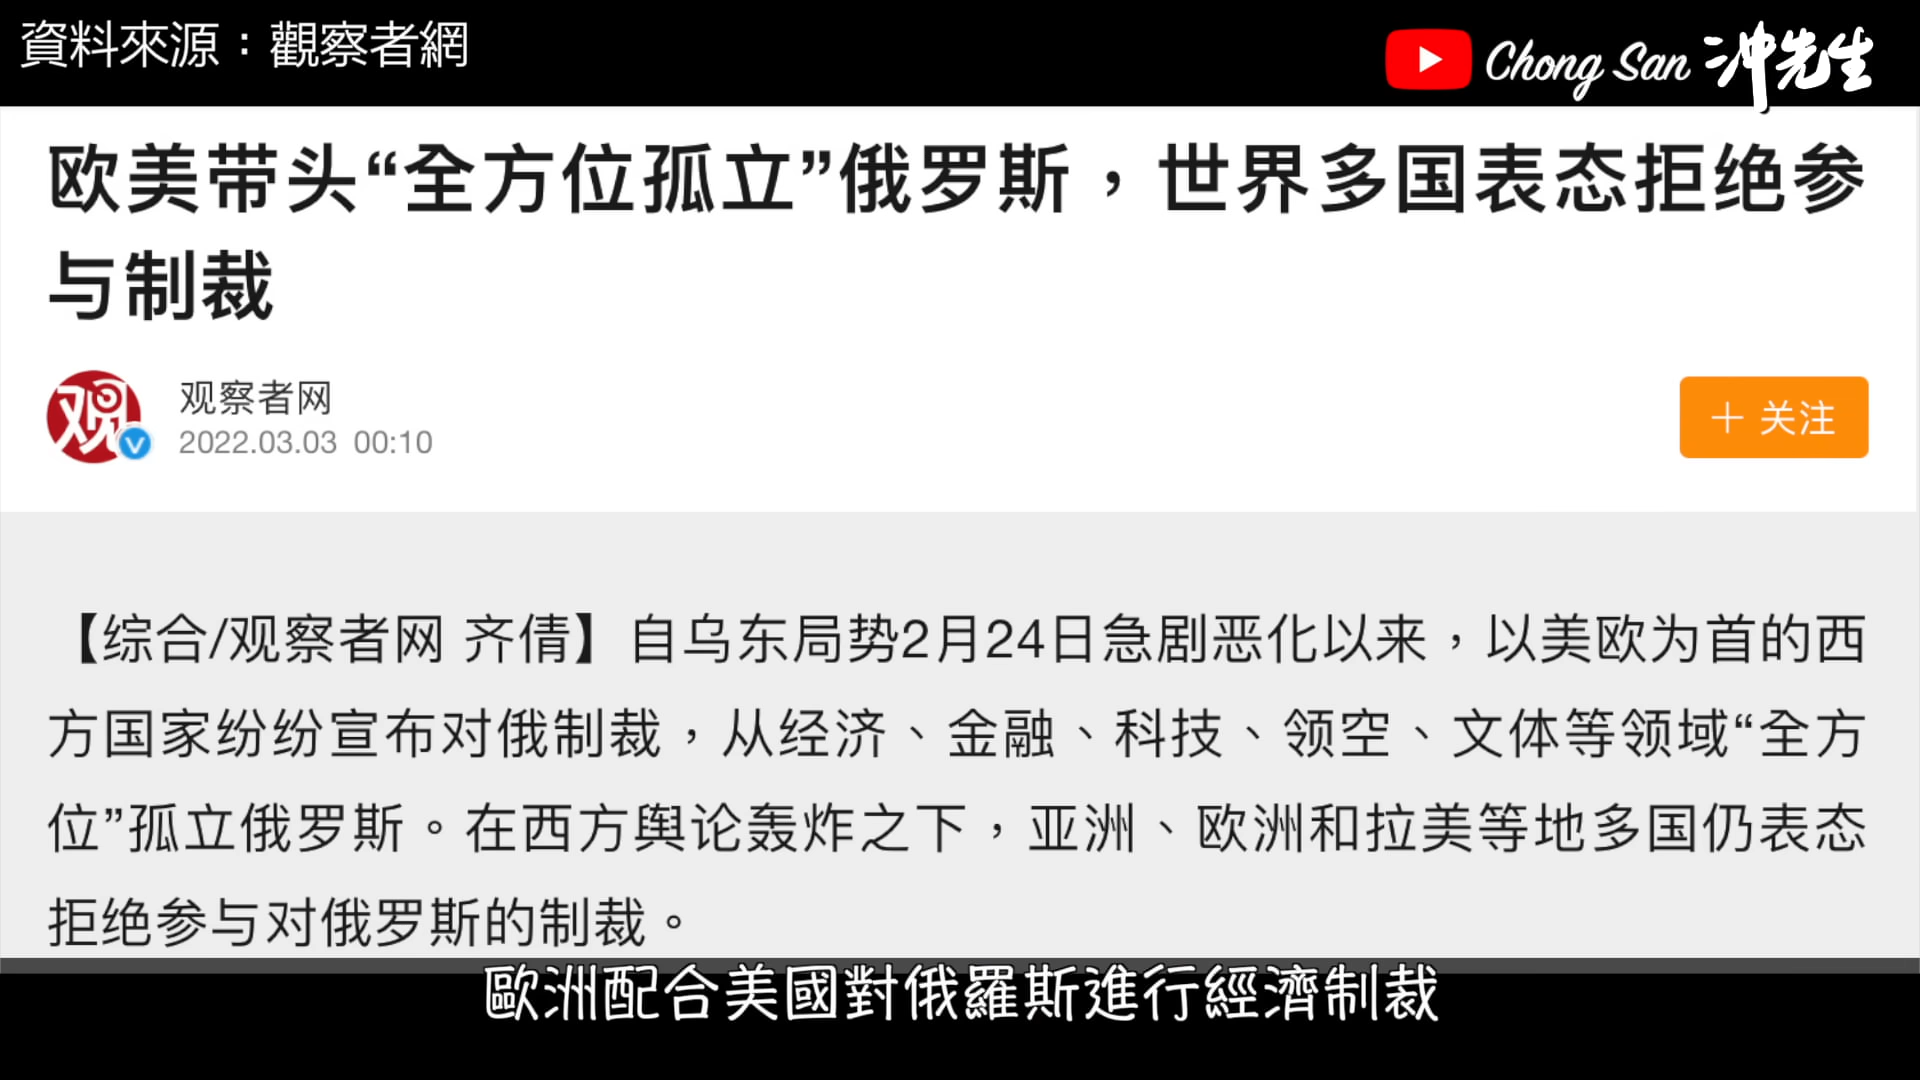 資料來源：觀察者網
Chong San 沖先生
欧美带头“全方位孤立”俄罗斯，世界多国表态拒绝参
与制裁
观
观察者网
2022.03.03 00:10
＋ 关注
【综合/观察者网 齐倩】自乌东局势2月24日急剧恶化以来，以美欧为首的西
方国家纷纷宣布对俄制裁，从经济、金融、科技、领空、文体等领域“全方
位”孤立俄罗斯。在西方舆论轰炸之下，亚洲、欧洲和拉美等地多国仍表态
拒绝参与对俄罗斯的制裁。
歐洲配合美國對俄羅斯進行經濟制裁